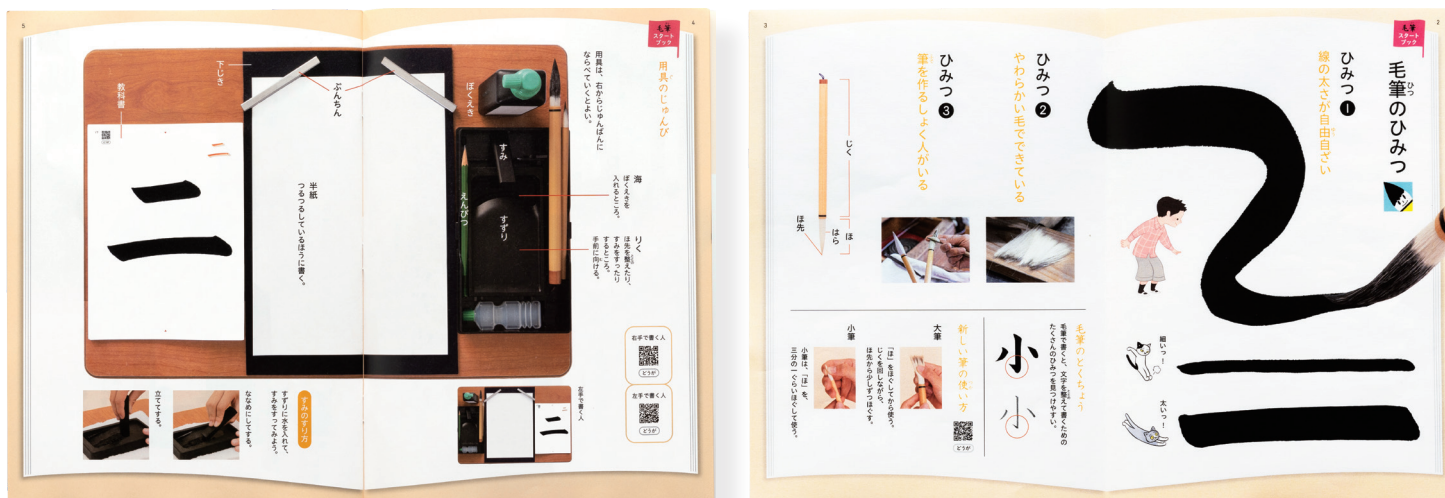 2
毛筆
スタート
ブック
毛筆のひみつ
ひつ
ひみつ❶
線の太さが自由自ざい
細いっ！
太いっ！
ひみつ❷
やわらかい毛でできている
ひみつ❸
筆を作るしょく人がいる
じく
ほ
はら
ほ先
毛筆のとくちょう
毛筆で書くと、文字を整えて書くための
たくさんのひみつを見つけやすい。
小
小
新しい筆の使い方
どうが
大筆
「ほ」をほぐしてから使う。
じくを回しながら、
ほ先から少しずつほぐす。
小筆
小筆は、「ほ」を、
三分の一ぐらいほぐして使う。
3
4
毛筆
スタート
ブック
用具のじゅんび
用具は、右からじゅんばんに
ならべていくとよい。
ぼくえき
ぶんちん
下じき
教科書
二
二
すみ
すずり
えんぴつ
海
ぼくえきを
入れるところ。
りく
ほ先を整えたり、
すみをすったり
するところ。
手前に向ける。
半紙
つるつるしているほうに書く。
右手で書く人
どうが
左手で書く人
どうが
左手で書く人
二
すみのすり方
すずりに水を入れて、
すみをすってみよう。
ななめにしてする。
立ててする。
5